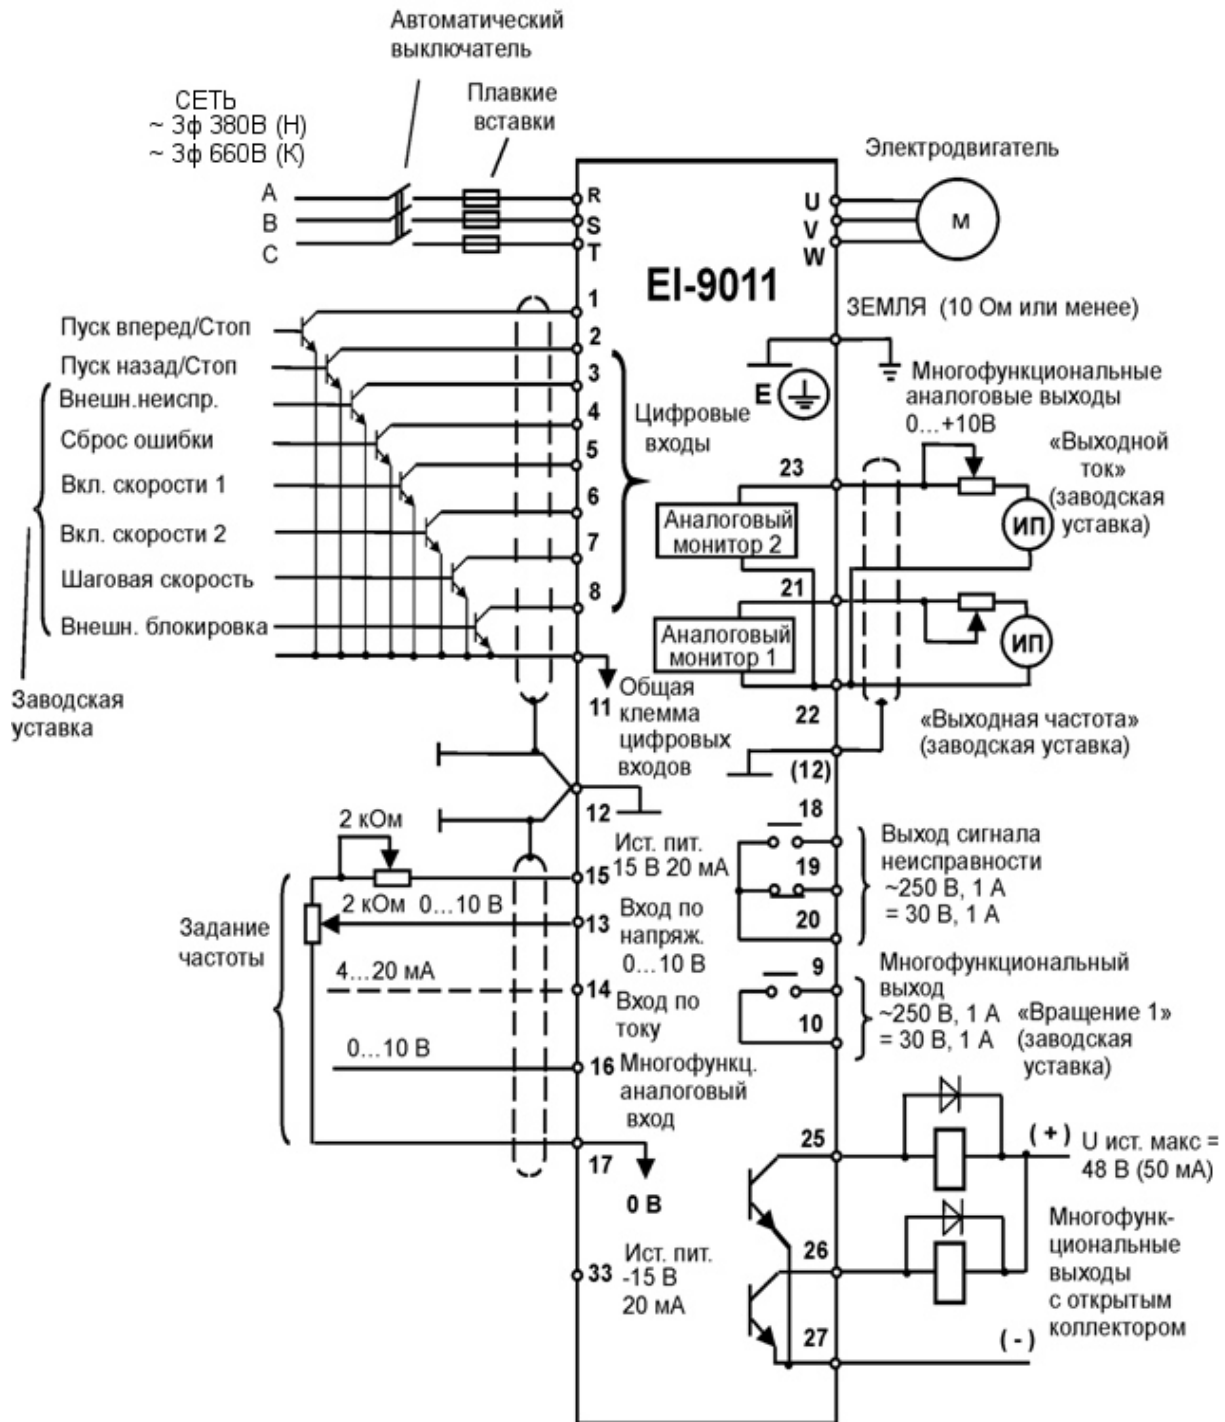 Автоматический
выключатель
СЕТЬ
~ 3ф 380В (Н)
~ 3ф 660В (К)
Плавкие
вставки
Электродвигатель
A
B
C
R
S
T
U
V
W
М
EI-9011
ЗЕМЛЯ (10 Ом или менее)
E
1
2
3
4
5
6
7
8
Пуск вперед/Стоп
Пуск назад/Стоп
Внешн.неиспр.
Сброс ошибки
Вкл. скорости 1
Вкл. скорости 2
Шаговая скорость
Внешн. блокировка
Заводская
уставка
Цифровые
входы
11
Общая
клемма
цифровых
входов
12
Многофункциональные
аналоговые выходы
0...+10В
«Выходной
ток»
(заводская
уставка)
23
Аналоговый
монитор 2
ИП
21
Аналоговый
монитор 1
ИП
22
«Выходная частота»
(заводская уставка)
(12)
2 кОм
15
Ист. пит.
15 В 20 мА
Задание
частоты
2 кОм 0...10 В
13
Вход по
напряж.
0...10 В
4...20 мА
14
Вход по
току
0...10 В
16
Многофункц.
аналоговый
вход
17
0 В
33
Ист. пит.
-15 В
20 мА
18
19
20
Выход сигнала
неисправности
~250 В, 1 А
= 30 В, 1 А
9
10
Многофункциональный
выход
~250 В, 1 А
= 30 В, 1 А
«Вращение 1»
(заводская
уставка)
25
(+)
U ист. макс =
48 В (50 мА)
26
Многофунк-
циональные
выходы
с открытым
коллектором
27
(-)